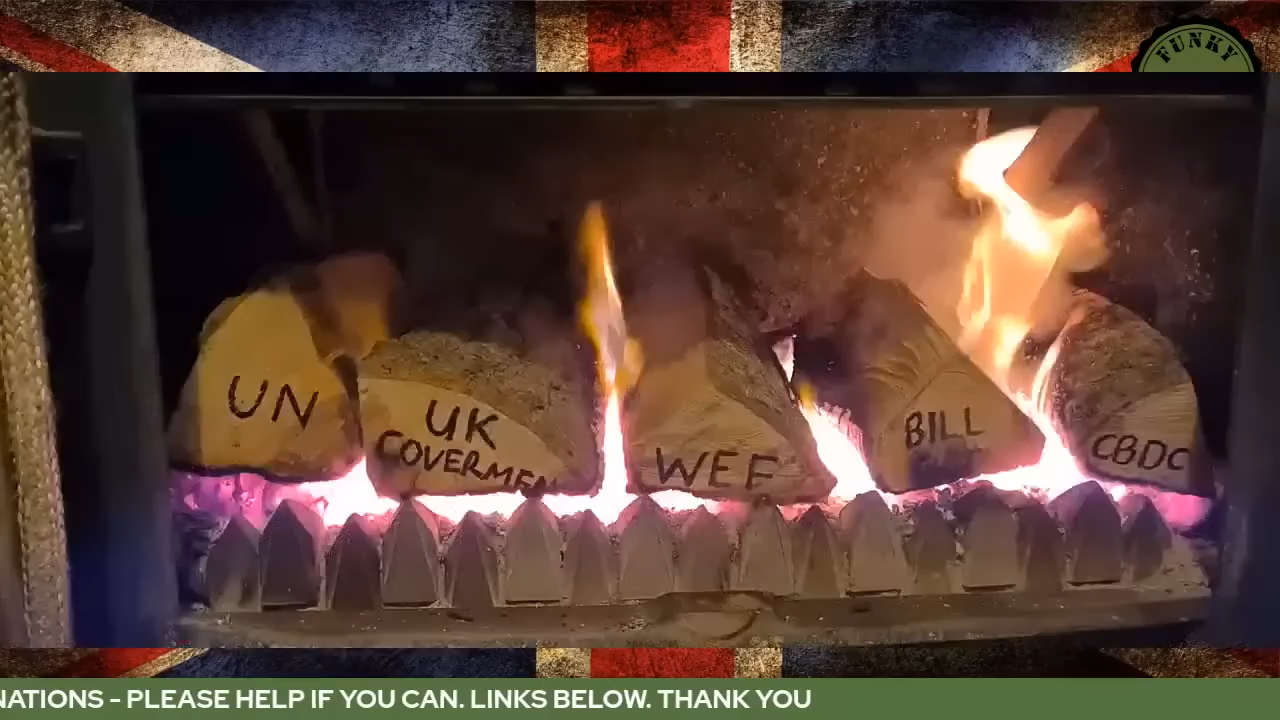 FUNKY
UN
UK
COVERMEN
WEF
BILL
CBDC
NATIONS - PLEASE HELP IF YOU CAN. LINKS BELOW. THANK YOU